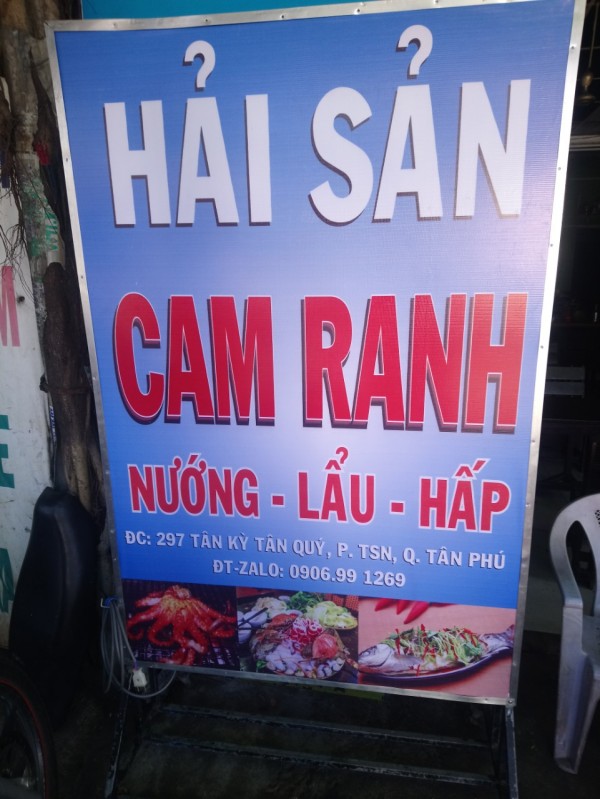 HẢI SẢN
CAM RANH
NƯỚNG - LẨU - HẤP
ĐC: 297 TÂN KỲ TÂN QUÝ, P. TSN, Q. TÂN PHÚ
ĐT-ZALO: 0906.99 1269